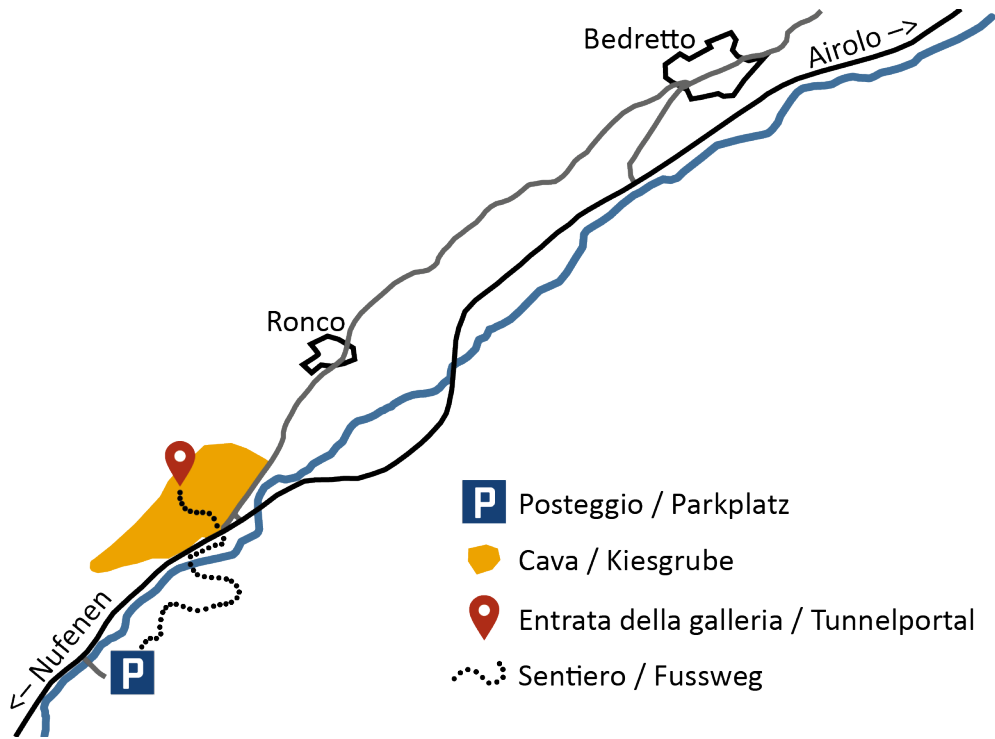 Bedretto
Airolo –>
Ronco
<– Nufenen
P
P Posteggio / Parkplatz
Cava / Kiesgrube
Entrata della galleria / Tunnelportal
Sentiero / Fussweg